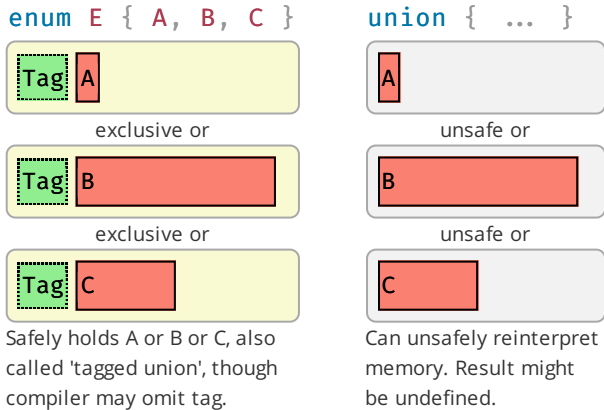 enum E { A, B, C }
Tag A
exclusive or
Tag B
exclusive or
Tag C
Safely holds A or B or C, also
called 'tagged union', though
compiler may omit tag.
union { ... }
A
unsafe or
B
unsafe or
C
Can unsafely reinterpret
memory. Result might
be undefined.